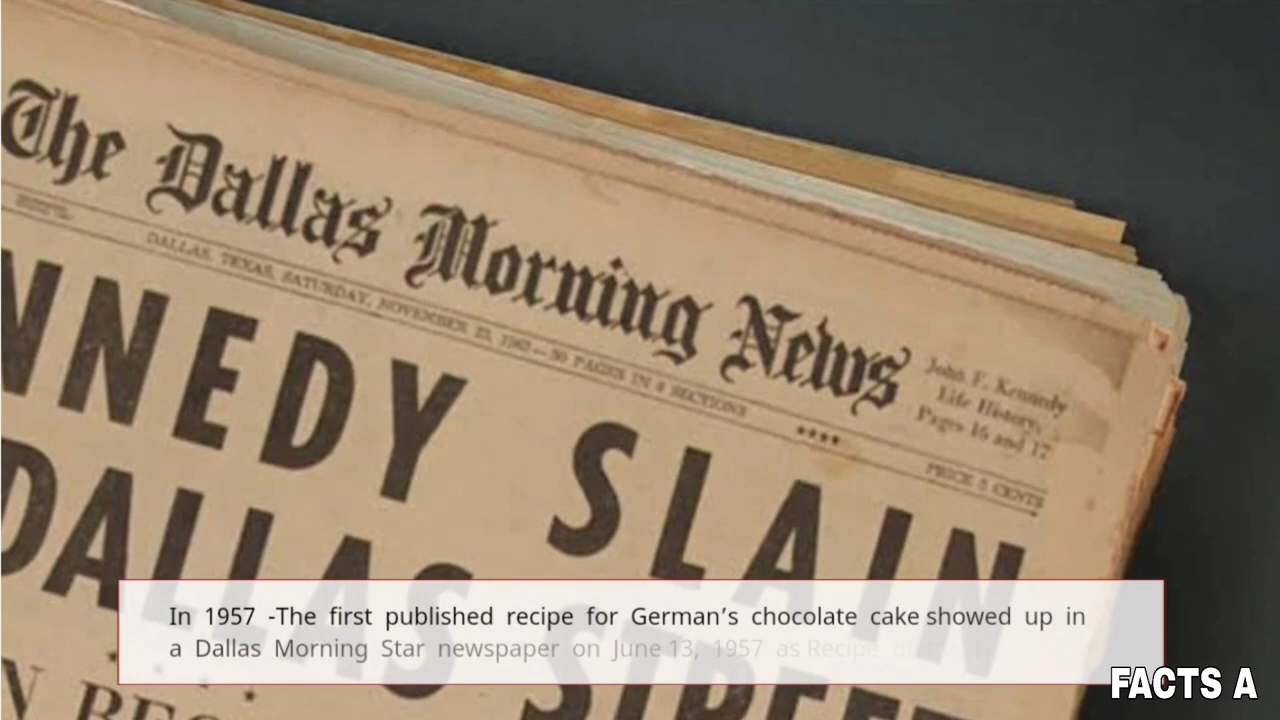 The Dallas Morning News
DALLAS, TEXAS, SATURDAY, NOVEMBER 23, 1963 — 50 PAGES IN 4 SECTIONS
★★★★
PRICE 5 CENTS
John F. Kennedy
Life History,
Pages 16 and 17
NNEDY SLAIN
DALLAS STREET
In 1957 -The first published recipe for German’s chocolate cake showed up in
a Dallas Morning Star newspaper on June 13, 1957 as Recipe of
FACTS A